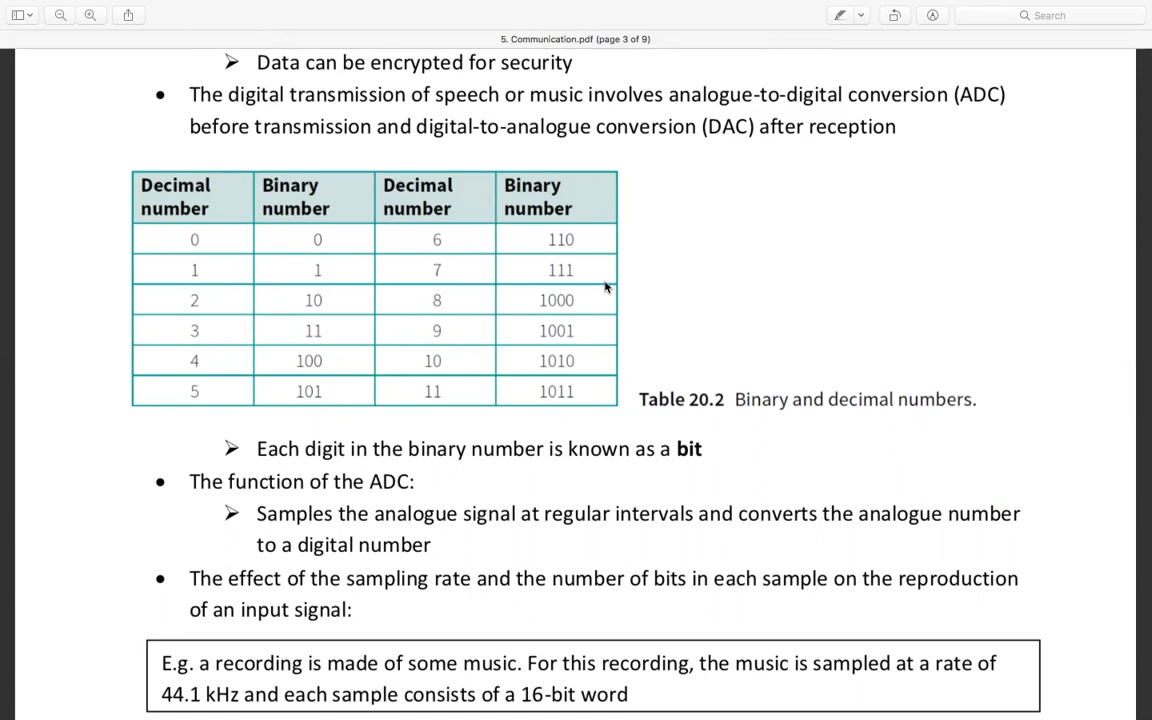 Search
5. Communication.pdf (page 3 of 9)
➢ Data can be encrypted for security
• The digital transmission of speech or music involves analogue-to-digital conversion (ADC)
before transmission and digital-to-analogue conversion (DAC) after reception
Decimal number Binary number Decimal number Binary number
0 0 6 110
1 1 7 111
2 10 8 1000
3 11 9 1001
4 100 10 1010
5 101 11 1011
Table 20.2 Binary and decimal numbers.
➢ Each digit in the binary number is known as a bit
• The function of the ADC:
➢ Samples the analogue signal at regular intervals and converts the analogue number
to a digital number
• The effect of the sampling rate and the number of bits in each sample on the reproduction
of an input signal:
E.g. a recording is made of some music. For this recording, the music is sampled at a rate of
44.1 kHz and each sample consists of a 16-bit word